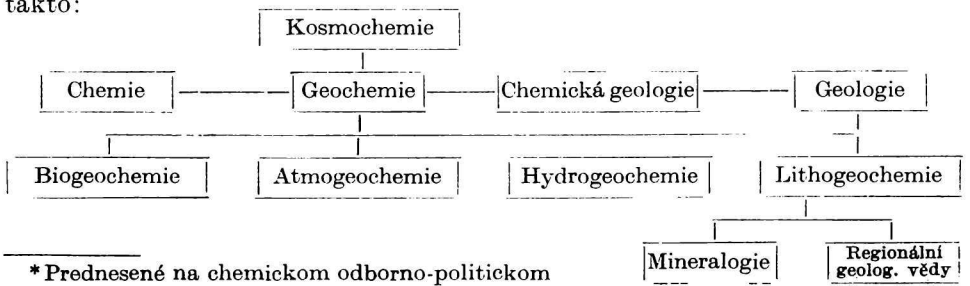 takto:
Kosmochemie
Chemie Geochemie Chemická geologie Geologie
Biogeochemie Atmogeochemie Hydrogeochemie Lithogeochemie
Mineralogie Regionální
geolog. vědy
*Prednesené na chemickom odborno-politickom